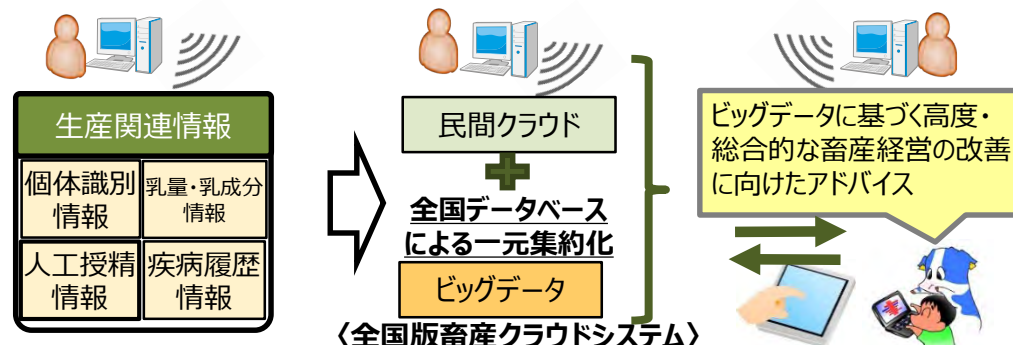 生産関連情報
個体識別
情報
乳量・乳成分
情報
人工授精
情報
疾病履歴
情報
民間クラウド
全国データベース
による一元集約化
ビッグデータ
〈全国版畜産クラウドシステム〉
ビッグデータに基づく高度・
総合的な畜産経営の改善
に向けたアドバイス